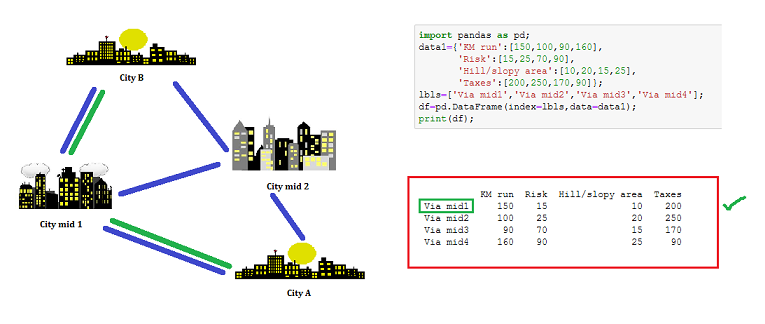 City B
City mid 2
City mid 1
City A
import pandas as pd;
data1={'KM run':[150,100,90,160],
'Risk':[15,25,70,90],
'Hill/slopy area':[10,20,15,25],
'Taxes':[200,250,170,90]};
lbls=['Via mid1','Via mid2','Via mid3','Via mid4'];
df=pd.DataFrame(index=lbls,data=data1);
print(df);
KM run Risk Hill/slopy area Taxes
Via mid1 150 15 10 200
Via mid2 100 25 20 250
Via mid3 90 70 15 170
Via mid4 160 90 25 90